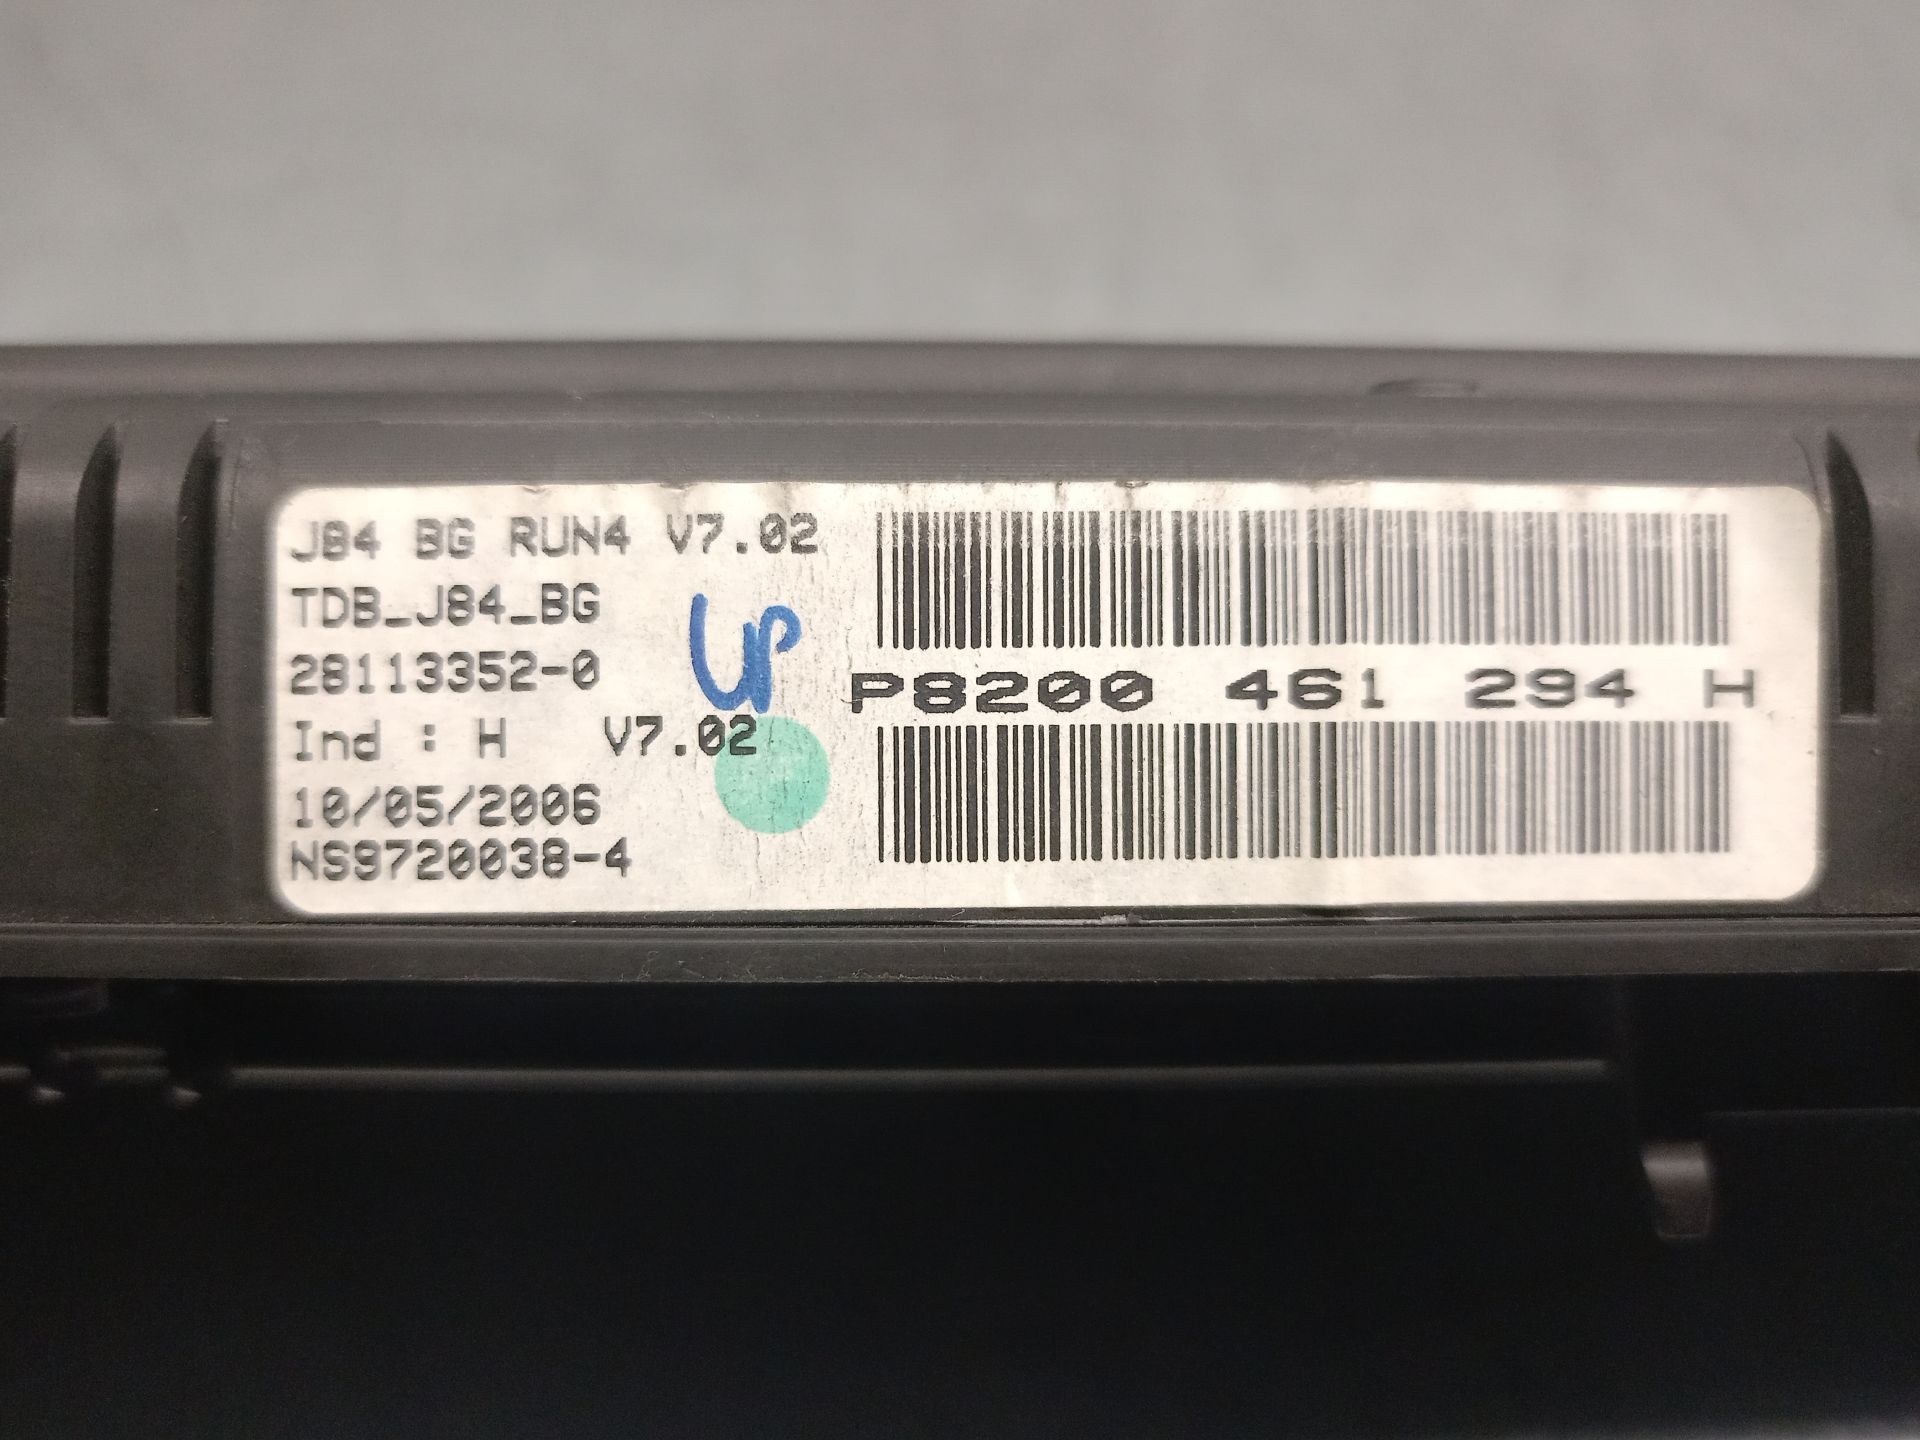 J84 BG RUN4 V7.02
TDB_J84_BG
28113352-0
Ind : H V7.02
10/05/2006
NS9720038-4
P8200 461 294 H